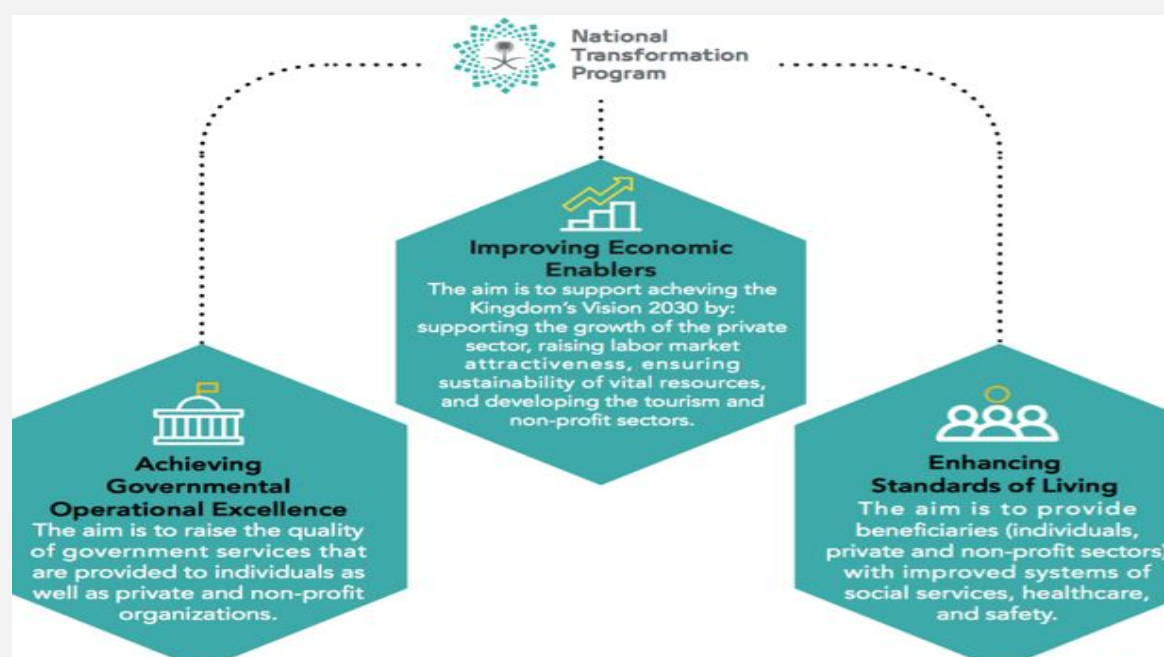 National
Transformation
Program
Improving Economic
Enablers
The aim is to support acheving the
Kingdom's Vision 2030 by:
supporting the growth of the private
sector, raising labor market
attractiveness, ensuring
sustainability of vital resources,
and developing the tourism and
non-profit sectors.
Achieving
Governmental
Operational Excellence
The aim is to raise the quality
of government services that
are provided to individuals as
well as private and non-profit
organizations.
Enhancing
Standards of Living
The aim is to provide
beneficiaries (individuals,
private and non-profit sectors)
with improved systems of
social services, healthcare,
and safety.